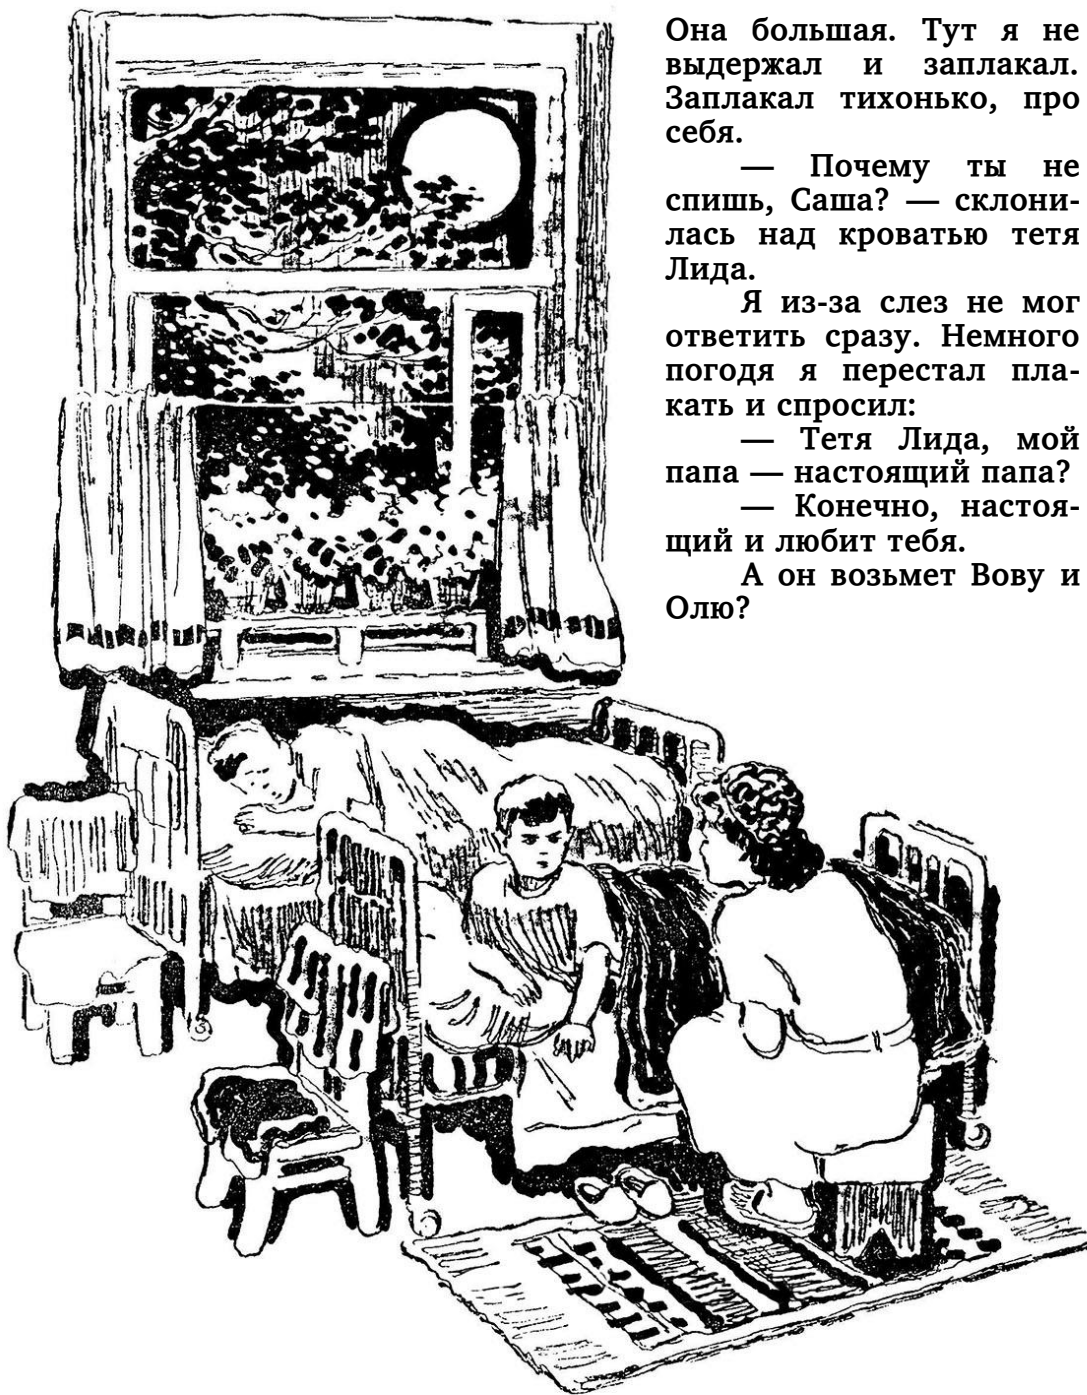 Она большая. Тут я не
выдержал и заплакал.
Заплакал тихонько, про
себя.
— Почему ты не
спишь, Саша? — склони-
лась над кроватью тетя
Лида.
Я из-за слез не мог
ответить сразу. Немного
погодя я перестал пла-
кать и спросил:
— Тетя Лида, мой
папа — настоящий папа?
— Конечно, настоя-
щий и любит тебя.
А он возьмет Вову и
Олю?